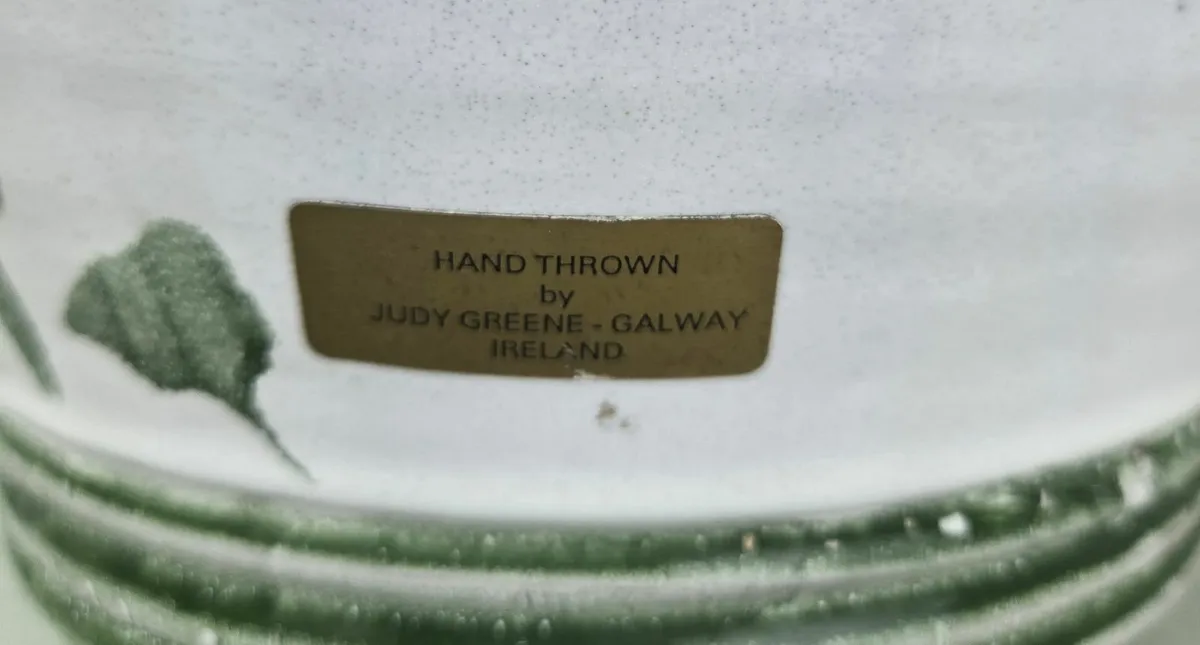 HAND THROWN
by
JUDY GREENE - GALWAY
IRELAND